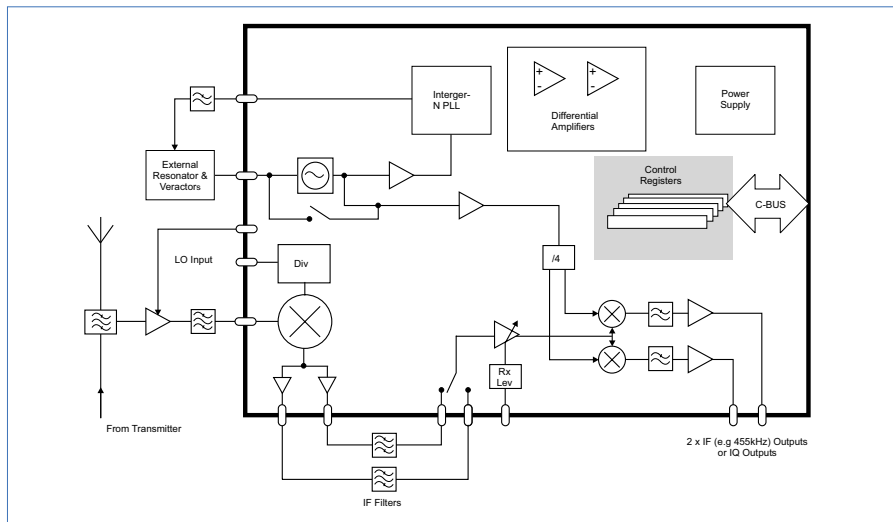 Interger-
N PLL
+
-
+
-
Differential
Amplifiers
Power
Supply
External
Resonator &
Veractors
Control
Registers
C-BUS
LO Input
Div
/4
Rx
Lev
From Transmitter
IF Filters
2 x IF (e.g 455kHz) Outputs
or IQ Outputs